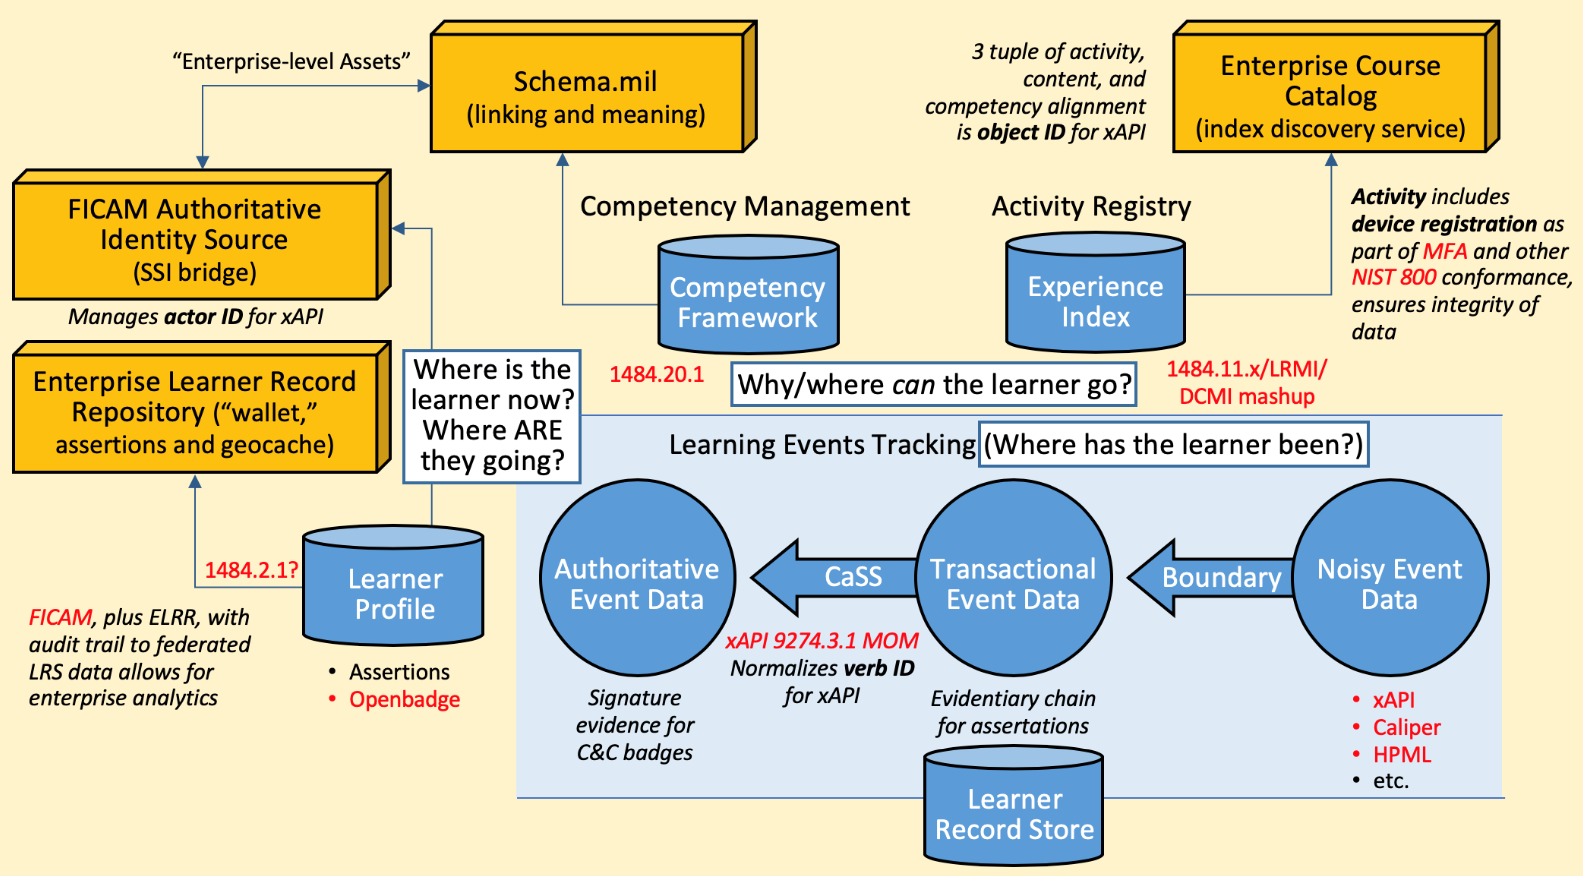 “Enterprise-level Assets”
Schema.mil
(linking and meaning)
3 tuple of activity,
content, and
competency alignment
is object ID for xAPI
Enterprise Course
Catalog
(index discovery service)
FICAM Authoritative
Identity Source
(SSI bridge)
Manages actor ID for xAPI
Competency Management
Competency
Framework
1484.20.1
Activity Registry
Experience
Index
1484.11.x/LRMI/
DCMI mashup
Activity includes
device registration as
part of MFA and other
NIST 800 conformance,
ensures integrity of
data
Enterprise Learner Record
Repository (“wallet,”
assertions and geocache)
Where is the
learner now?
Where ARE
they going?
Why/where can the learner go?
Learning Events Tracking (Where has the learner been?)
1484.2.1?
Learner
Profile
FICAM, plus ELRR, with
audit trail to federated
LRS data allows for
enterprise analytics
• Assertions
• Openbadge
Authoritative
Event Data
CaSS
Transactional
Event Data
Boundary
Noisy Event
Data
xAPI 9274.3.1 MOM
Normalizes verb ID
for xAPI
Signature
evidence for
C&C badges
Evidentiary chain
for assertations
• xAPI
• Caliper
• HPML
• etc.
Learner
Record Store